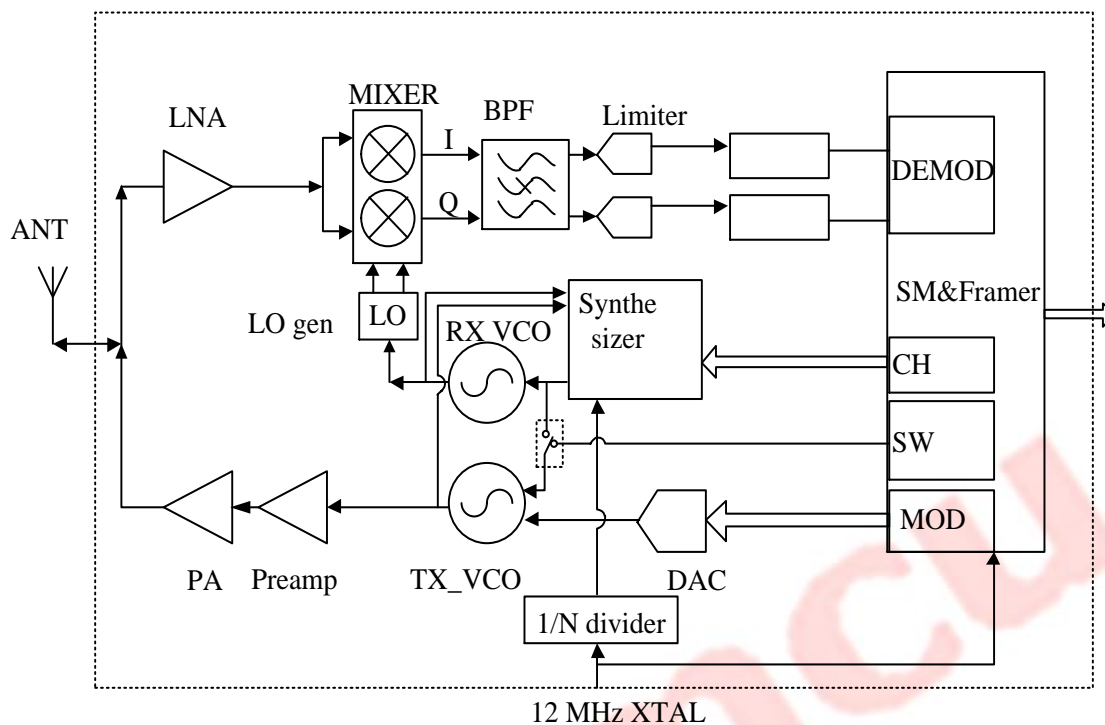 MIXER
LNA
BPF
Limiter
I
Q
DEMOD
ANT
SM&Framer
LO gen
LO
RX VCO
Synthe
sizer
CH
SW
MOD
PA
Preamp
TX_VCO
DAC
1/N divider
12 MHz XTAL
mcu